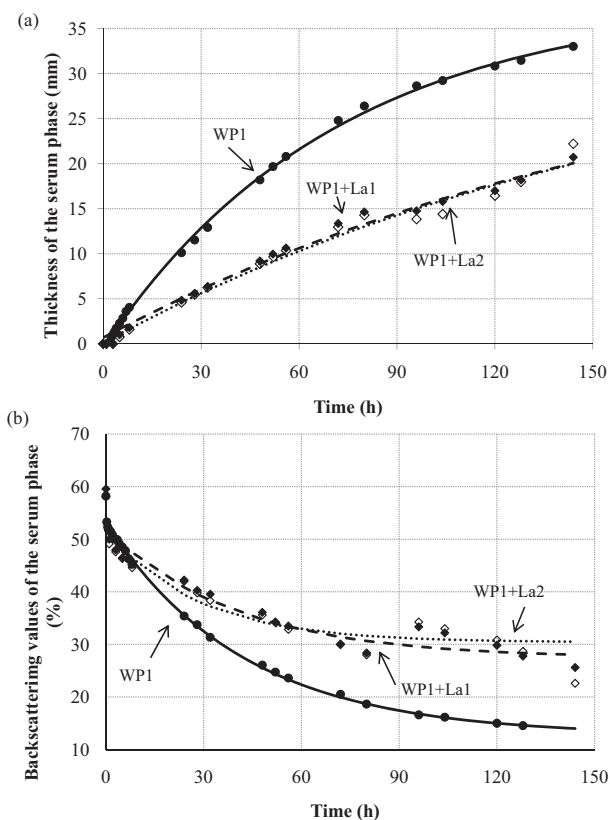 (a)
Thickness of the serum phase (mm)
35
30
25
20
15
10
5
0
WP1
WP1+La1
WP1+La2
0 30 60 90 120 150
Time (h)
(b)
Backscattering values of the serum phase
(%)
70
60
50
40
30
20
10
WP1+La2
WP1
WP1+La1
0 30 60 90 120 150
Time (h)